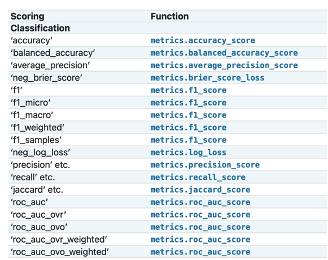 Scoring Function
Classification
'accuracy' metrics.accuracy_score
'balanced_accuracy' metrics.balanced_accuracy_score
'average_precision' metrics.average_precision_score
'neg_brier_score' metrics.brier_score_loss
'f1' metrics.f1_score
'f1_micro' metrics.f1_score
'f1_macro' metrics.f1_score
'f1_weighted' metrics.f1_score
'f1_samples' metrics.f1_score
'neg_log_loss' metrics.log_loss
'precision' etc. metrics.precision_score
'recall' etc. metrics.recall_score
'jaccard' etc. metrics.jaccard_score
'roc_auc' metrics.roc_auc_score
'roc_auc_ovr' metrics.roc_auc_score
'roc_auc_ovo' metrics.roc_auc_score
'roc_auc_ovr_weighted' metrics.roc_auc_score
'roc_auc_ovo_weighted' metrics.roc_auc_score